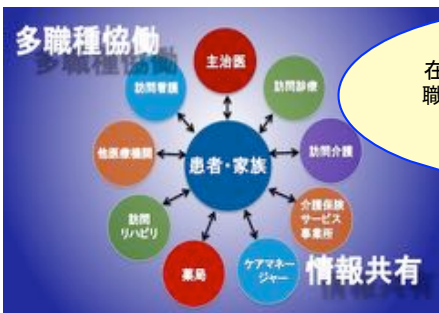 多職種協働
主治医
訪問診療
訪問介護
介護保険
サービス
事業所
ケアマネー
ジャー
薬局
訪問
リハビリ
他医療機関
訪問看護
患者・家族
情報共有
在
職